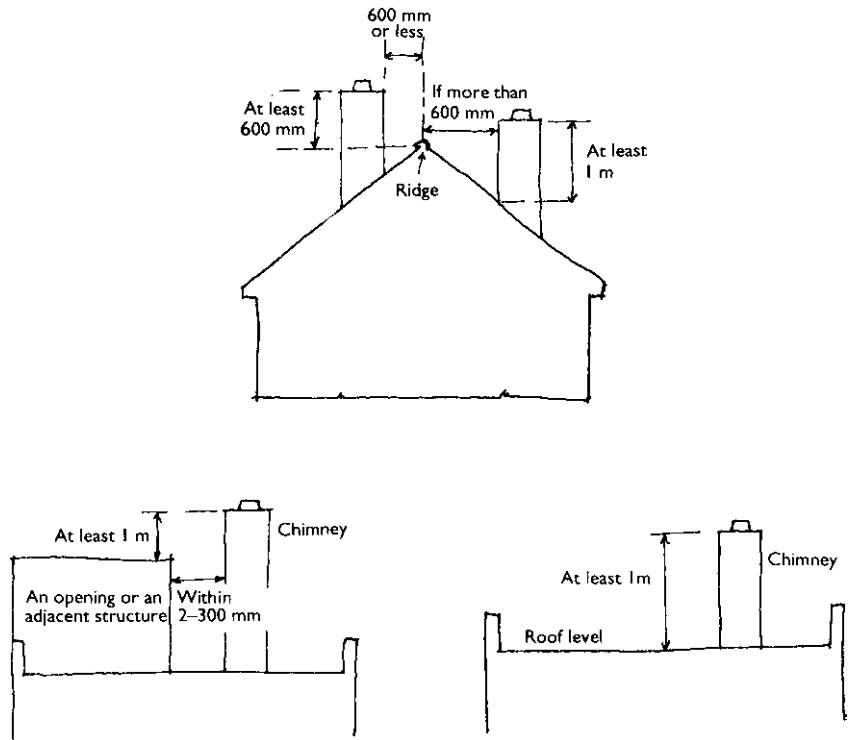 600 mm
or less
If more than
600 mm
At least
600 mm
At least
1 m
Ridge
At least 1 m
Chimney
An opening or an
adjacent structure
Within
2–300 mm
At least 1m
Chimney
Roof level